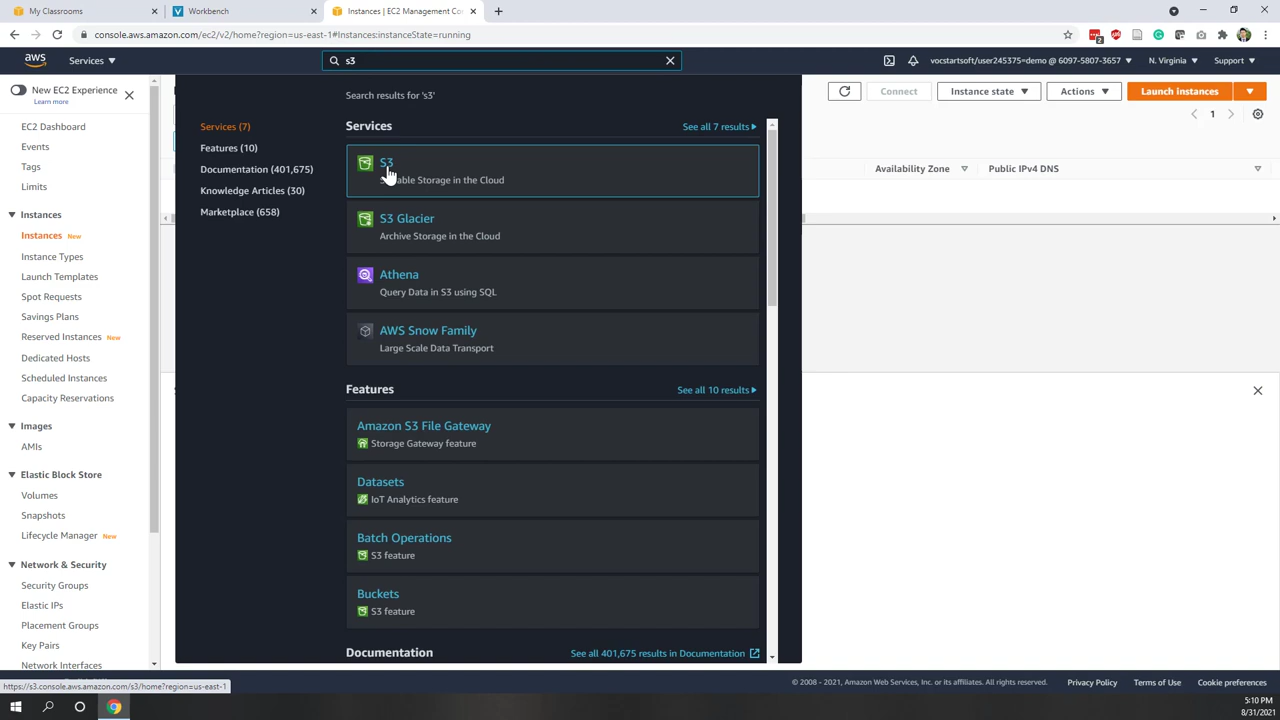 My Classrooms
Workbench
Instances | EC2 Management Co
console.aws.amazon.com/ec2/v2/home?region=us-east-1#Instances:instanceState=running
2
aws
Services
s3
vocstartsoft/user245375=demo @ 6097-5807-3657
N. Virginia
Support
New EC2 Experience
Learn more
EC2 Dashboard
Events
Tags
Limits
Instances
Instances New
Instance Types
Launch Templates
Spot Requests
Savings Plans
Reserved Instances New
Dedicated Hosts
Scheduled Instances
Capacity Reservations
Images
AMIs
Elastic Block Store
Volumes
Snapshots
Lifecycle Manager New
Network & Security
Security Groups
Elastic IPs
Placement Groups
Key Pairs
Network Interfaces
Search results for 's3'
Services (7)
Features (10)
Documentation (401,675)
Knowledge Articles (30)
Marketplace (658)
Services
See all 7 results
S3
able Storage in the Cloud
S3 Glacier
Archive Storage in the Cloud
Athena
Query Data in S3 using SQL
AWS Snow Family
Large Scale Data Transport
Features
See all 10 results
Amazon S3 File Gateway
Storage Gateway feature
Datasets
IoT Analytics feature
Batch Operations
S3 feature
Buckets
S3 feature
Documentation
See all 401,675 results in Documentation
Connect
Instance state
Actions
Launch instances
1
Availability Zone
Public IPv4 DNS
https://s3.console.aws.amazon.com/s3/home?region=us-east-1
© 2008 - 2021, Amazon Web Services, Inc. or its affiliates. All rights reserved.
Privacy Policy
Terms of Use
Cookie preferences
5:10 PM
8/31/2021